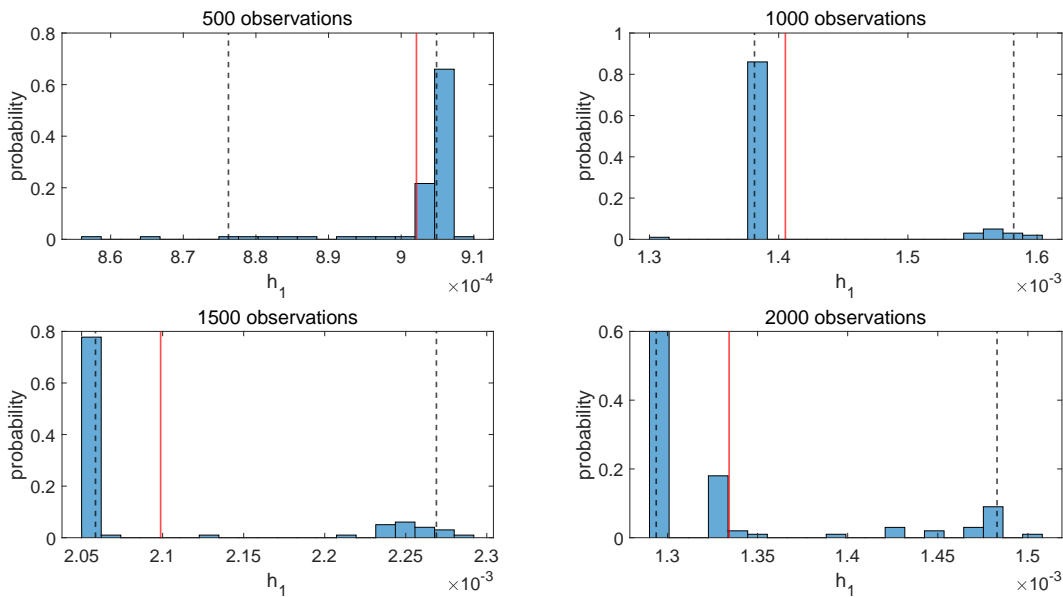 500 observations
probability
0.8
0.6
0.4
0.2
0
8.6 8.7 8.8 8.9 9 9.1
h_1
×10^-4
1000 observations
probability
1
0.8
0.6
0.4
0.2
0
1.3 1.4 1.5 1.6
h_1
×10^-3
1500 observations
probability
0.8
0.6
0.4
0.2
0
2.05 2.1 2.15 2.2 2.25 2.3
h_1
×10^-3
2000 observations
probability
0.6
0.4
0.2
0
1.3 1.35 1.4 1.45 1.5
h_1
×10^-3